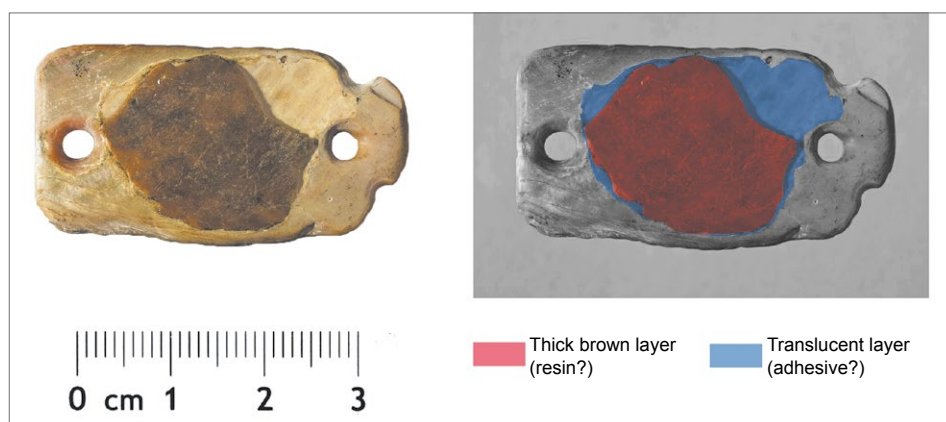 0 cm 1 2 3
Thick brown layer
(resin?)
Translucent layer
(adhesive?)